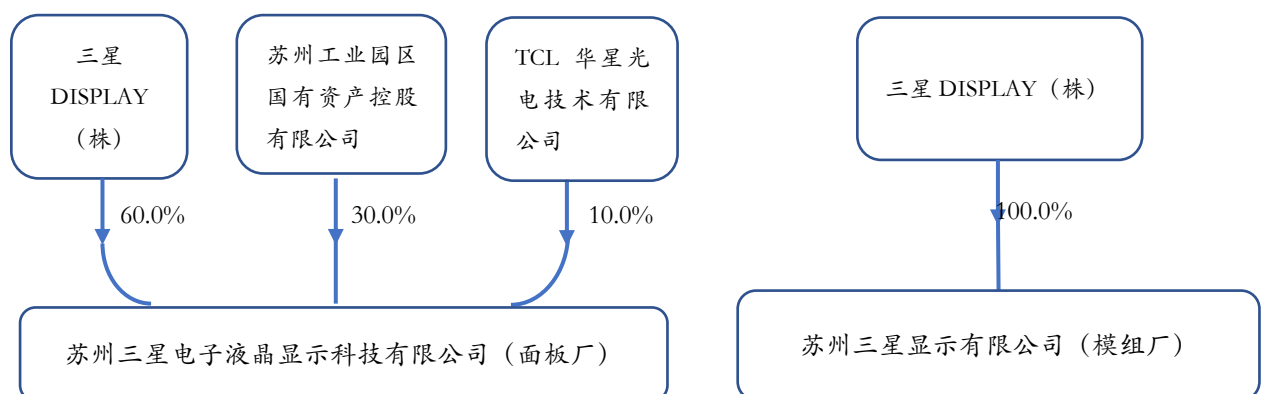 三星
DISPLAY
（株）
苏州工业园区
国有资产控股
有限公司
TCL 华星光
电技术有限
公司
三星 DISPLAY（株）
60.0%
30.0%
10.0%
100.0%
苏州三星电子液晶显示科技有限公司（面板厂）
苏州三星显示有限公司（模组厂）